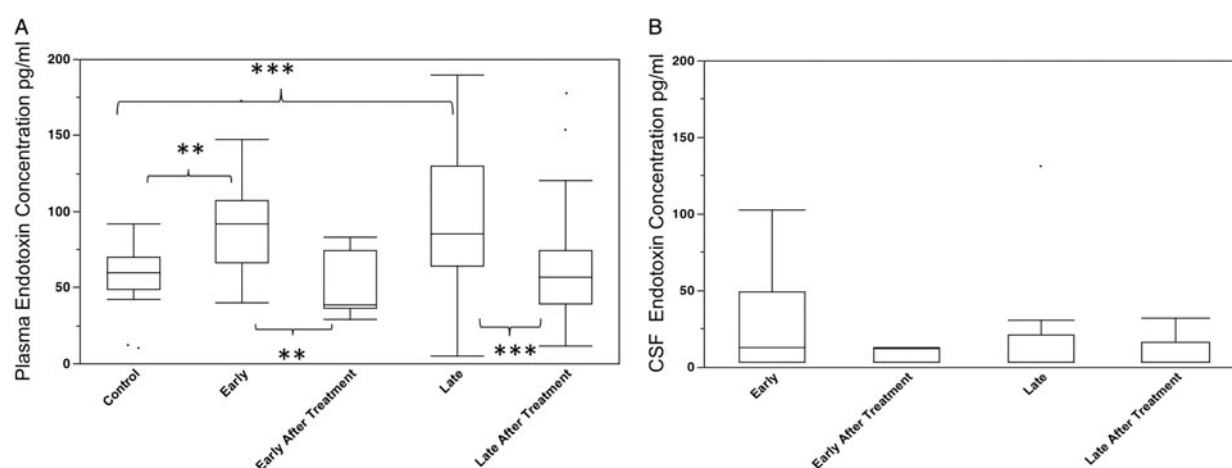 A
Plasma Endotoxin Concentration pg/ml
200
150
100
50
0
***
**
**
***
Control
Early
Early After Treatment
Late
Late After Treatment
B
CSF Endotoxin Concentration pg/ml
200
150
100
50
0
Early
Early After Treatment
Late
Late After Treatment